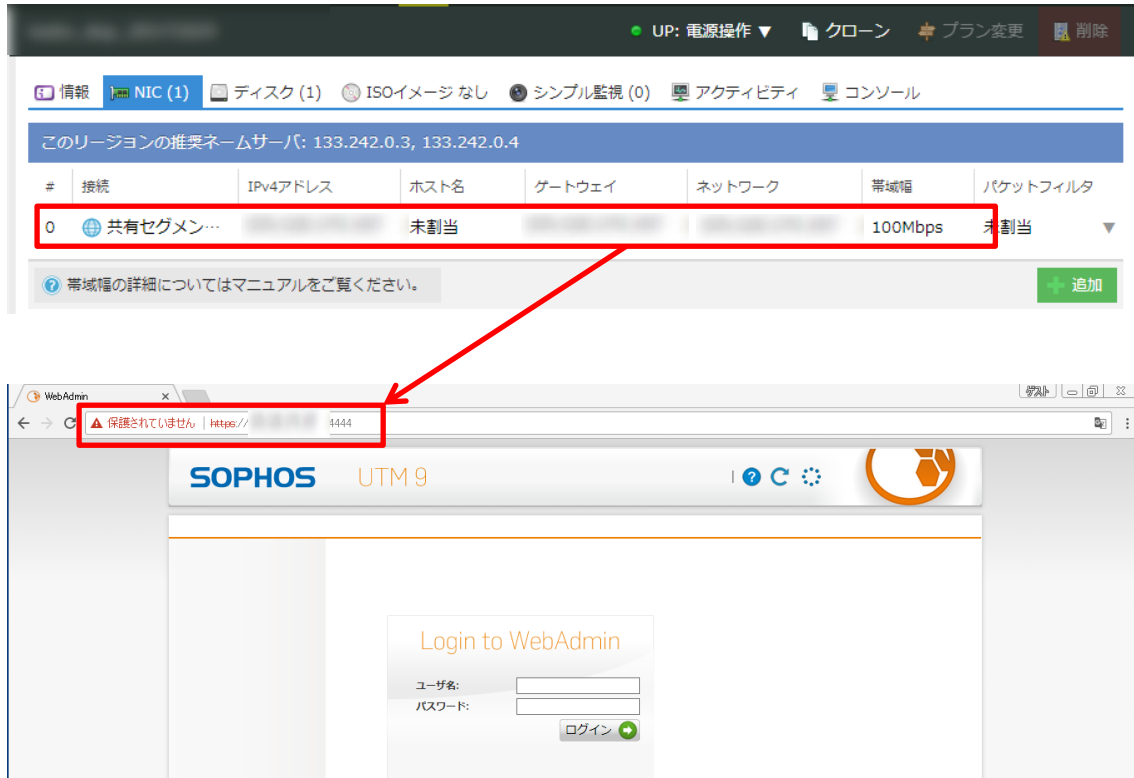 UP: 電源操作 ▼ クローン プラン変更 削除
情報 NIC (1) ディスク (1) ISOイメージ なし シンプル監視 (0) アクティビティ コンソール
このリージョンの推奨ネームサーバ: 133.242.0.3, 133.242.0.4
# 接続 IPv4アドレス ホスト名 ゲートウェイ ネットワーク 帯域幅 パケットフィルタ
0 共有セグメン… 未割当 100Mbps 未割当 ▼
? 帯域幅の詳細についてはマニュアルをご覧ください。 追加
WebAdmin × ゲスト
保護されていません | https:// 4444
SOPHOS UTM 9 | ?
Login to WebAdmin
ユーザ名:
パスワード:
ログイン